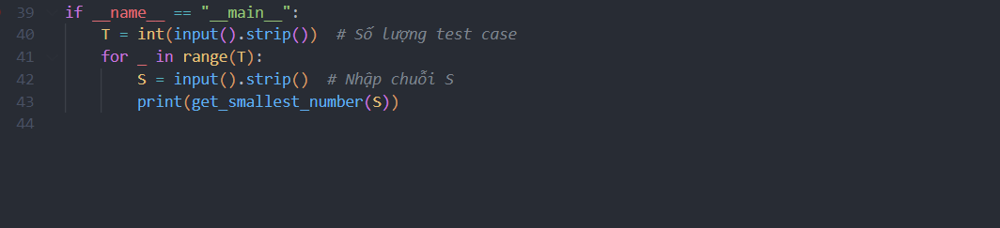 39 if __name__ == "__main__":
40 T = int(input().strip()) # Số lượng test case
41 for _ in range(T):
42 S = input().strip() # Nhập chuỗi S
43 print(get_smallest_number(S))
44